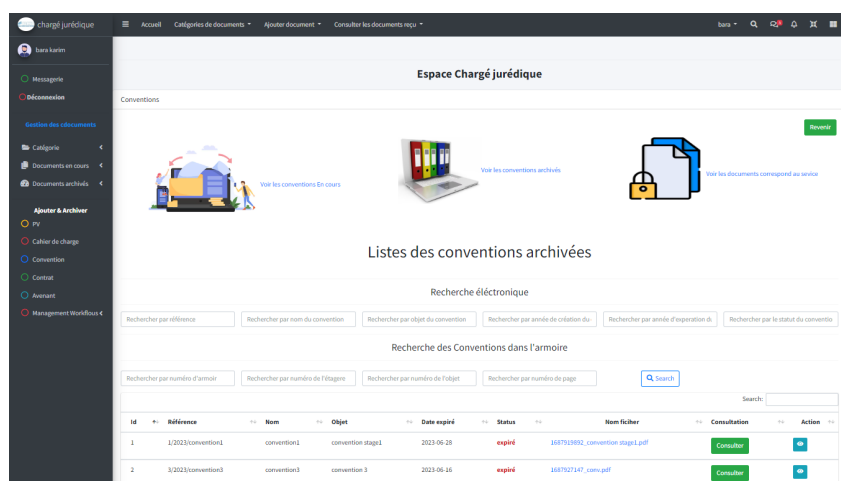 chargé jurédique
Accueil Catégories de documents Ajouter document Consulter les documents reçu bara
bara karim
Messagerie
Déconnexion
Gestion des cdocuments
Catégorie
Documents en cours
Documents archivés
Ajouter & Archiver
PV
Cahier de charge
Convention
Contrat
Avenant
Management Workflous
Espace Chargé jurédique
Conventions
Revenir
Voir les conventions En cours
Voir les conventions archivés
Voir les documents correspond au sevice
Listes des conventions archivées
Recherche éléctronique
Rechercher par référence Rechercher par nom du convention Rechercher par objet du convention Rechercher par année de création du Rechercher par année d'experation du Rechercher par le statut du conventio
Recherche des Conventions dans l'armoire
Rechercher par numéro d'armoir Rechercher par numéro de l'étagere Rechercher par numéro de l'objet Rechercher par numéro de page Search
Search:
Id Référence Nom Objet Date expiré Status Nom ficiher Consultation Action
1 1/2023/convention1 convention1 convention stage1 2023-06-28 expiré 1687919892_convention stage1.pdf Consulter
2 3/2023/convention3 convention3 convention 3 2023-06-16 expiré 1687927147_conv.pdf Consulter